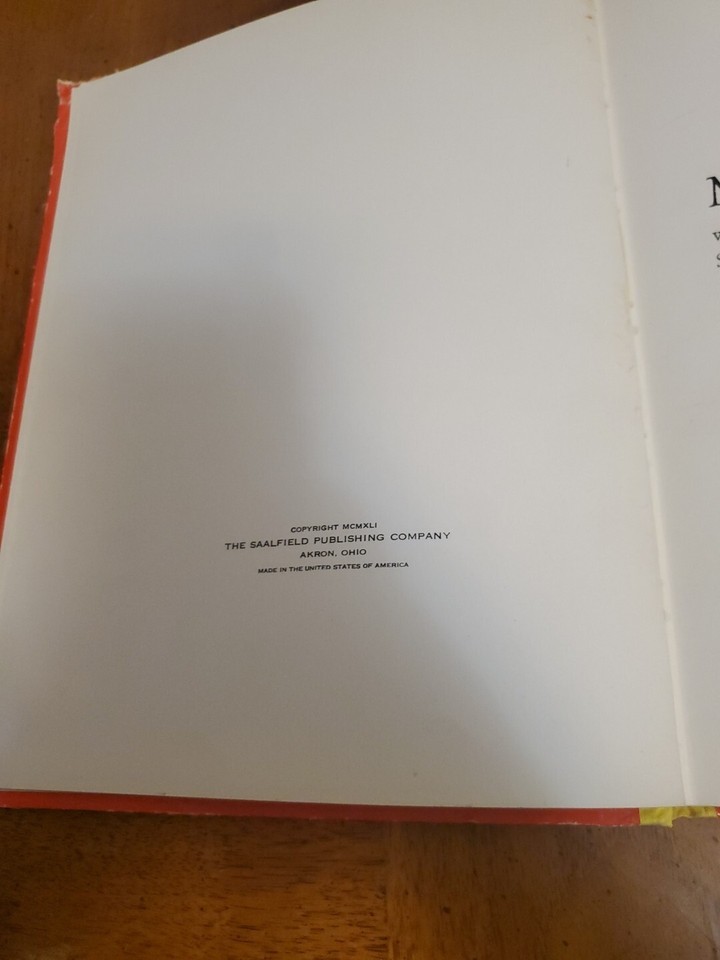 COPYRIGHT MCMXLI
THE SAALFIELD PUBLISHING COMPANY
AKRON, OHIO
MADE IN THE UNITED STATES OF AMERICA